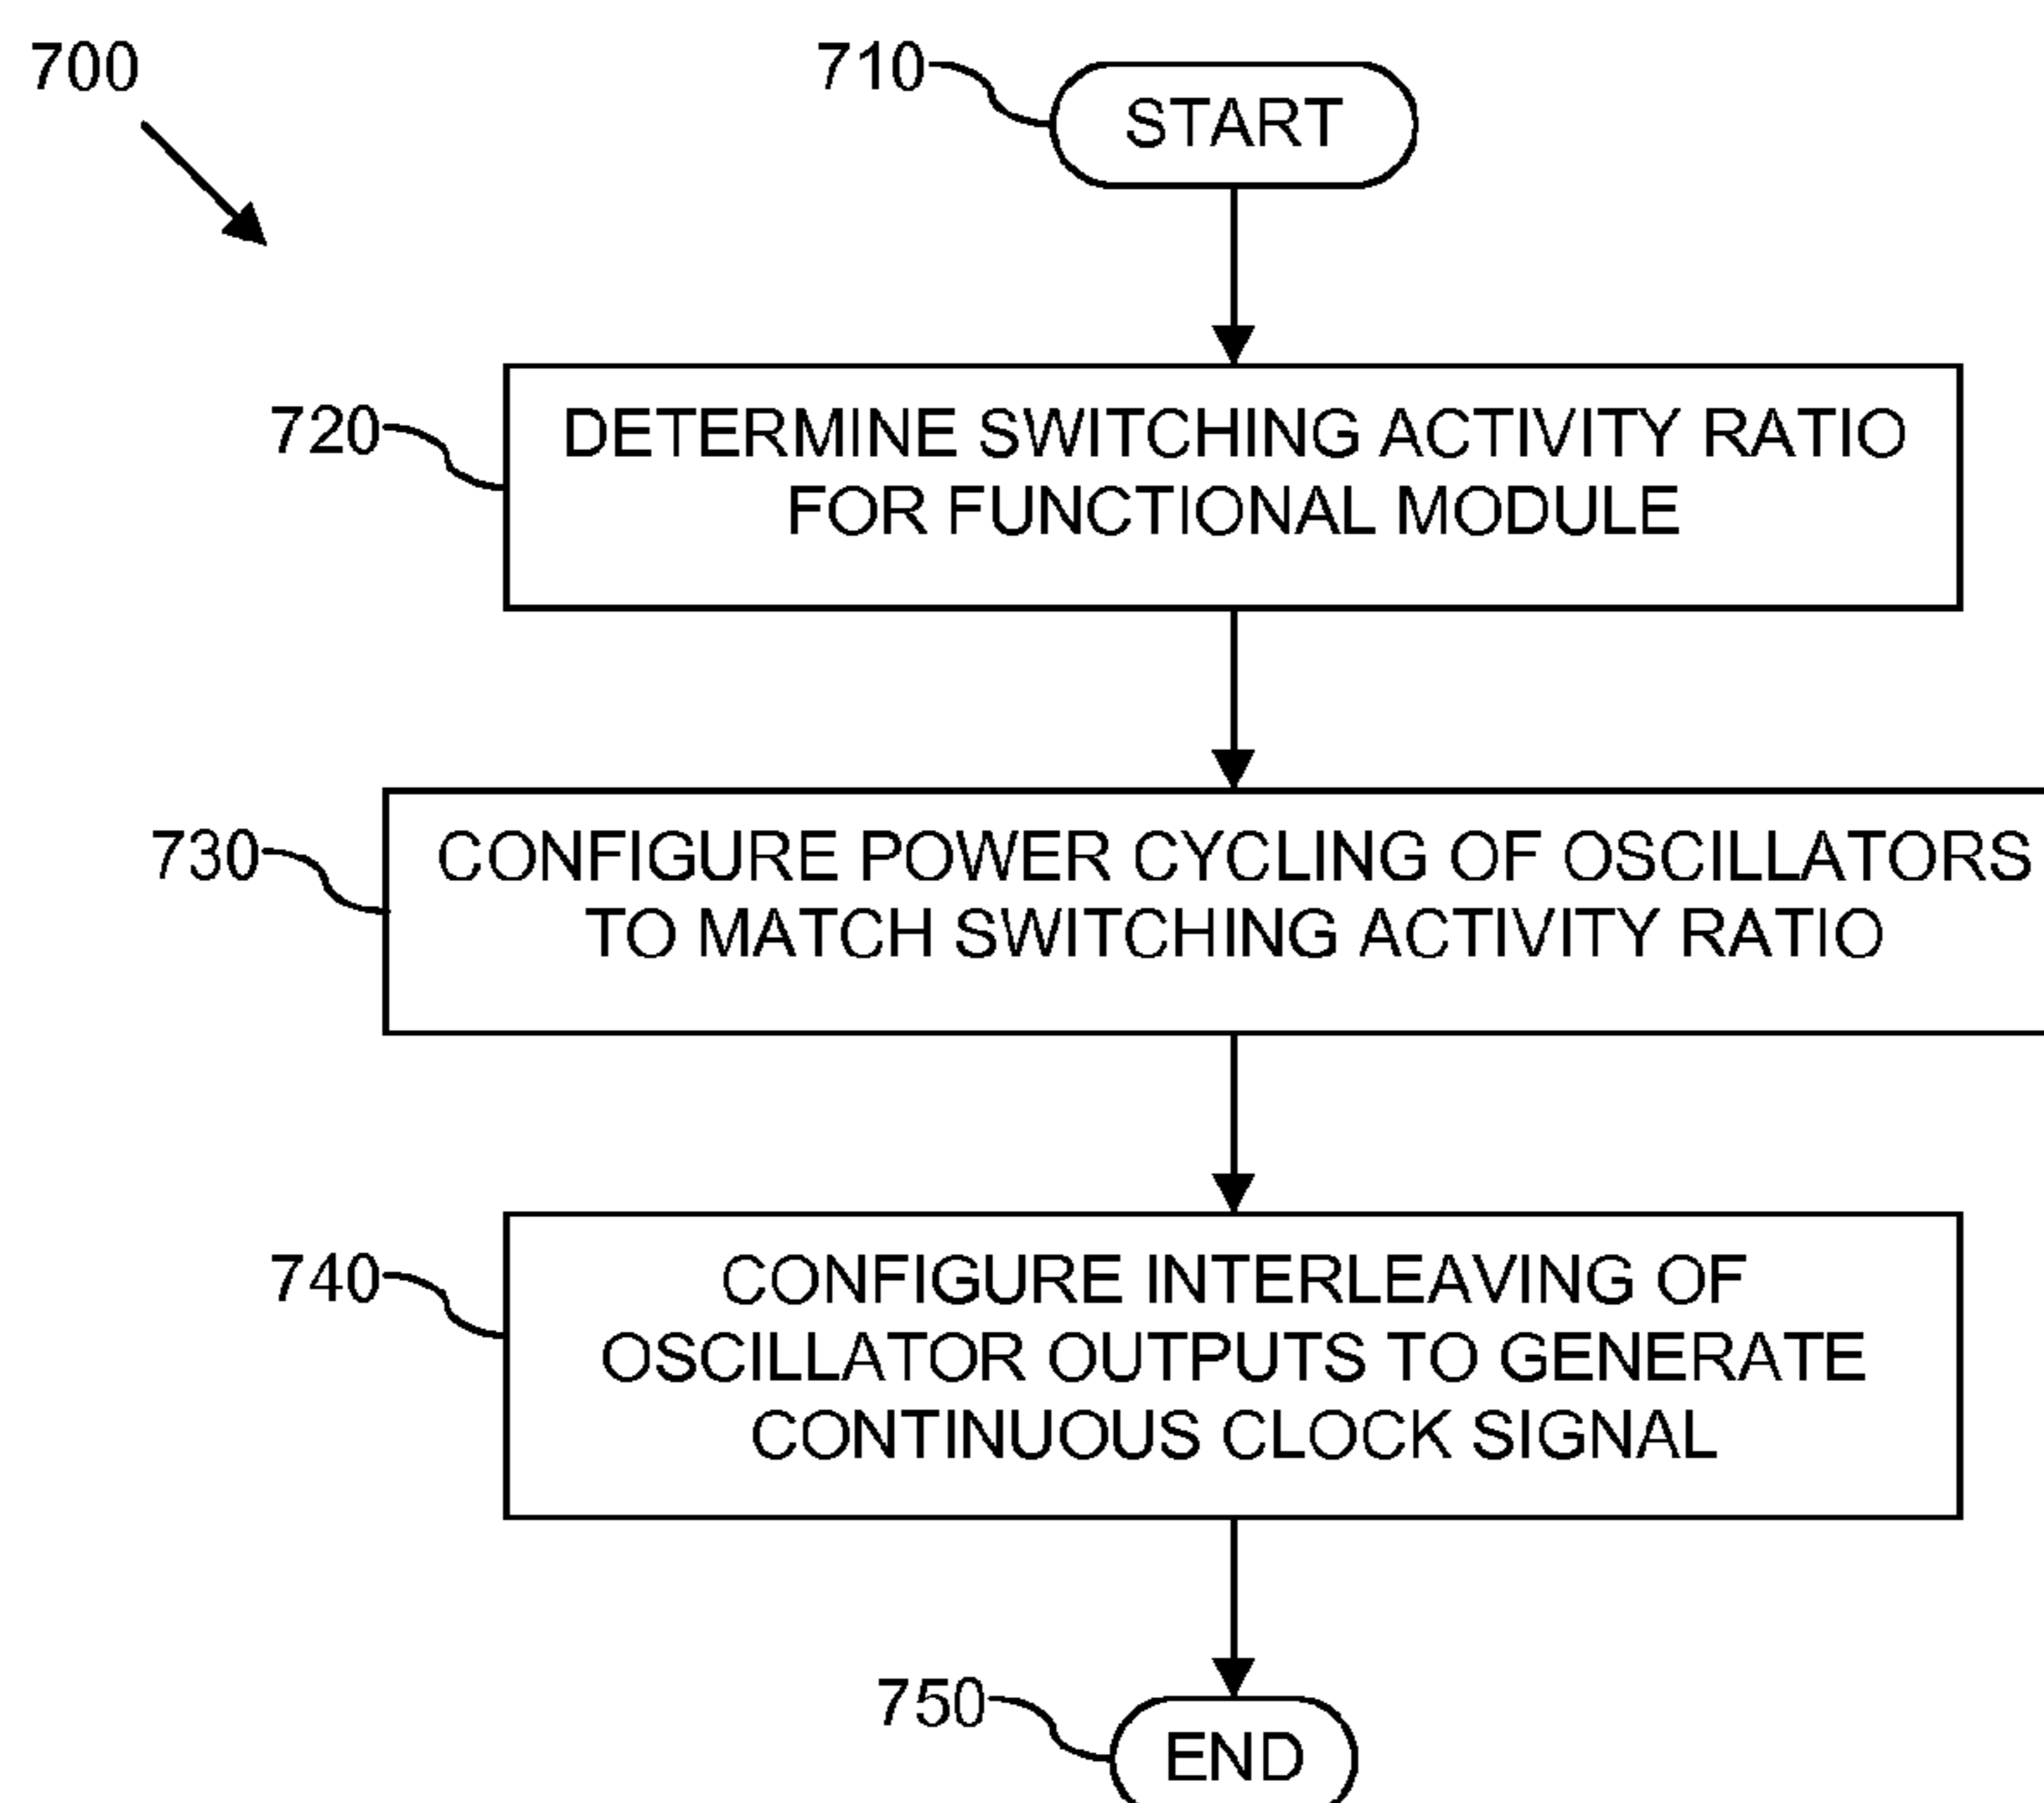 700
710
START
720
DETERMINE SWITCHING ACTIVITY RATIO
FOR FUNCTIONAL MODULE
730
CONFIGURE POWER CYCLING OF OSCILLATORS
TO MATCH SWITCHING ACTIVITY RATIO
740
CONFIGURE INTERLEAVING OF
OSCILLATOR OUTPUTS TO GENERATE
CONTINUOUS CLOCK SIGNAL
750
END